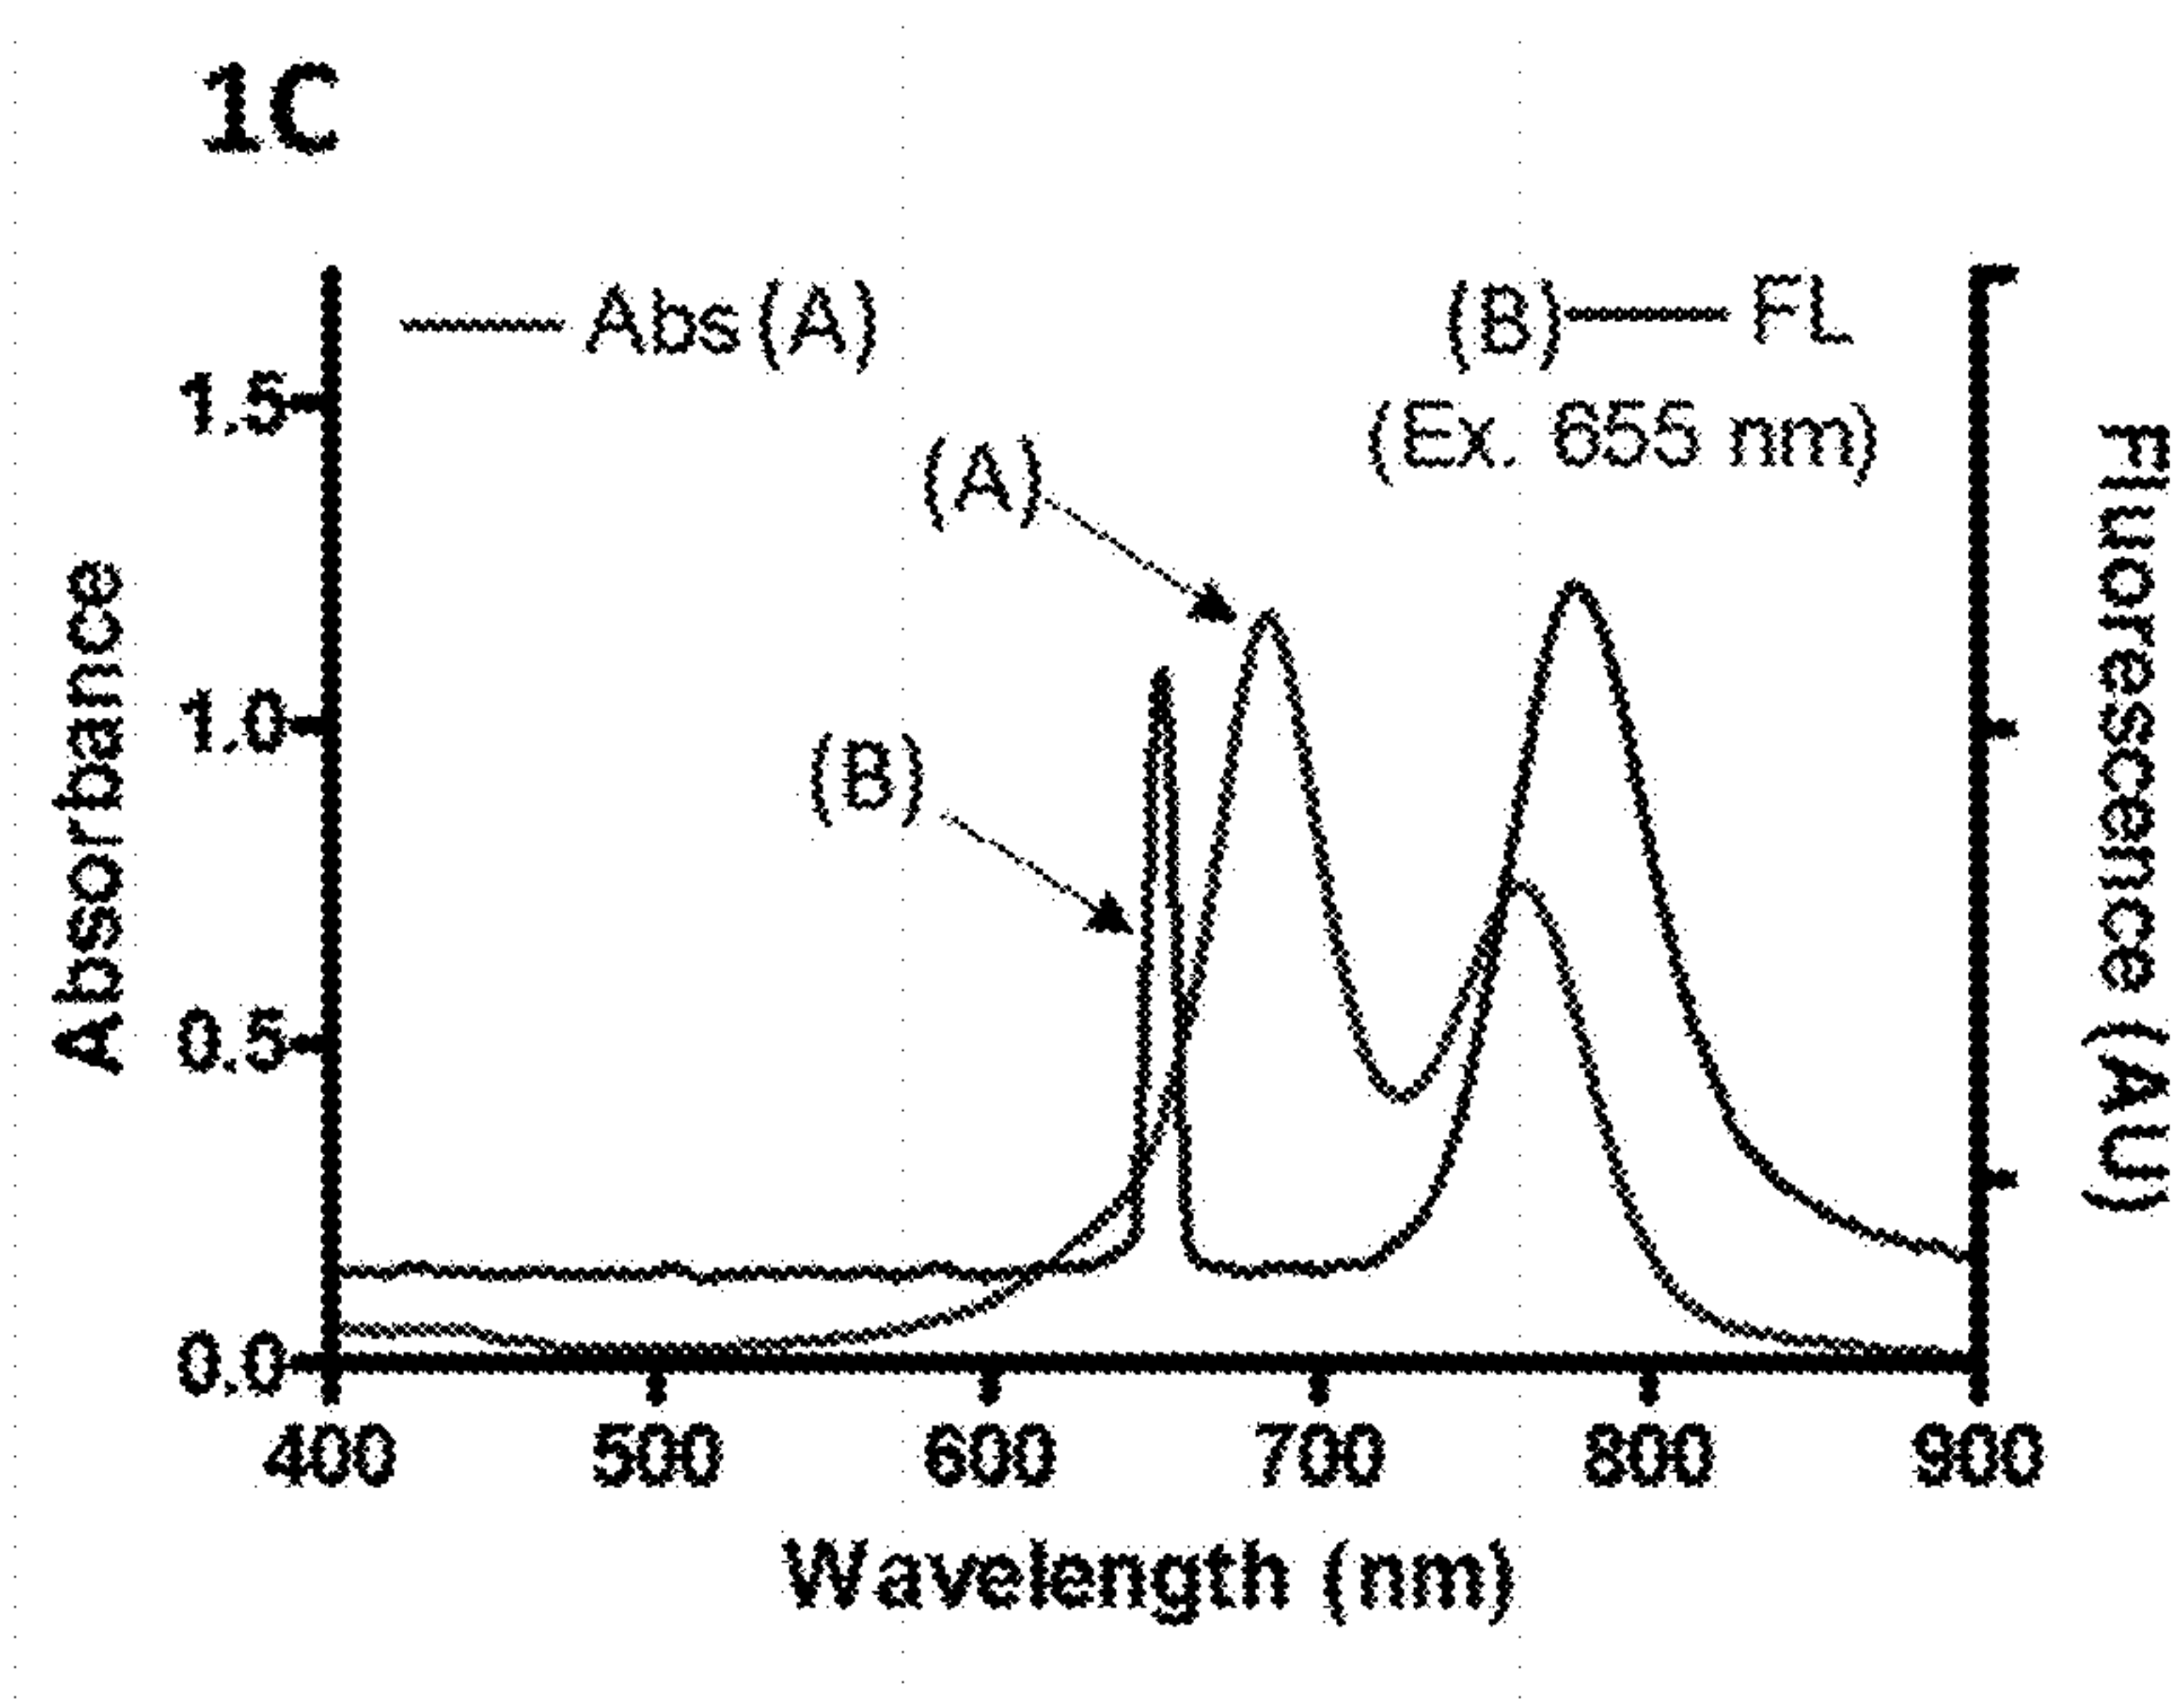 1C
Abs(A)
(B) FL
(Ex. 655 nm)
(A)
(B)
Absorbance
1.5
1.0
0.5
0.0
Fluorescence (AU)
400 500 600 700 800 900
Wavelength (nm)